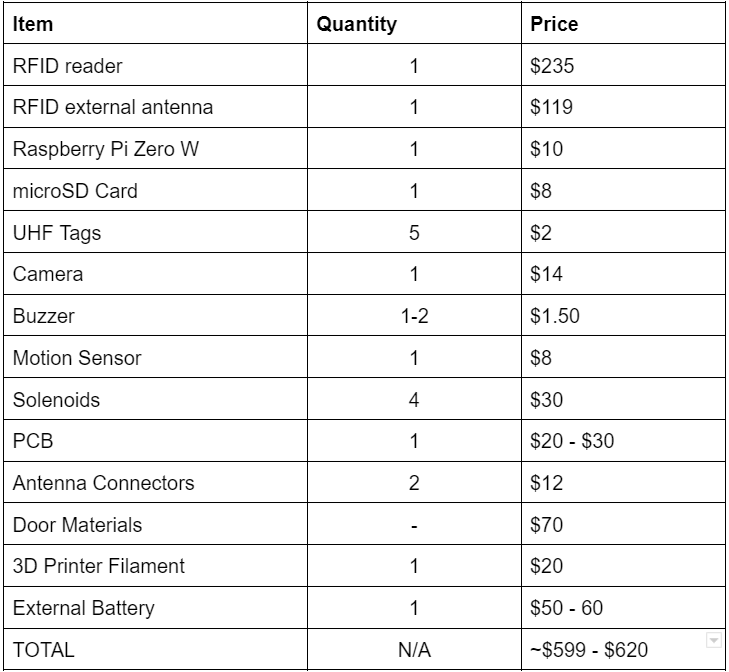 Item Quantity Price
RFID reader 1 $235
RFID external antenna 1 $119
Raspberry Pi Zero W 1 $10
microSD Card 1 $8
UHF Tags 5 $2
Camera 1 $14
Buzzer 1-2 $1.50
Motion Sensor 1 $8
Solenoids 4 $30
PCB 1 $20 - $30
Antenna Connectors 2 $12
Door Materials - $70
3D Printer Filament 1 $20
External Battery 1 $50 - 60
TOTAL N/A ~$599 - $620